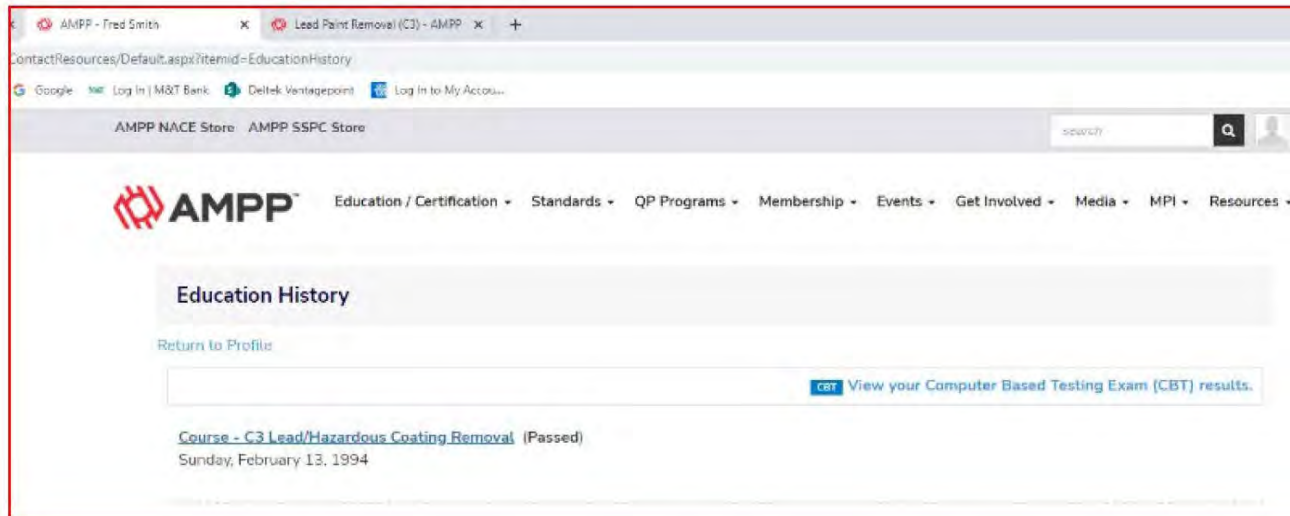 AMPP - Fred Smith x Lead Paint Removal (C3) - AMPP x +
ContactResources/Default.aspx?itemid=EducationHistory
Google M&T Log In | M&T Bank Deltek Vantagepoint Log In to My Accou...
AMPP NACE Store AMPP SSPC Store search
AMPP™ Education / Certification Standards QP Programs Membership Events Get Involved Media MPI Resources
Education History
Return to Profile
CBT View your Computer Based Testing Exam (CBT) results.
Course - C3 Lead/Hazardous Coating Removal (Passed)
Sunday, February 13, 1994